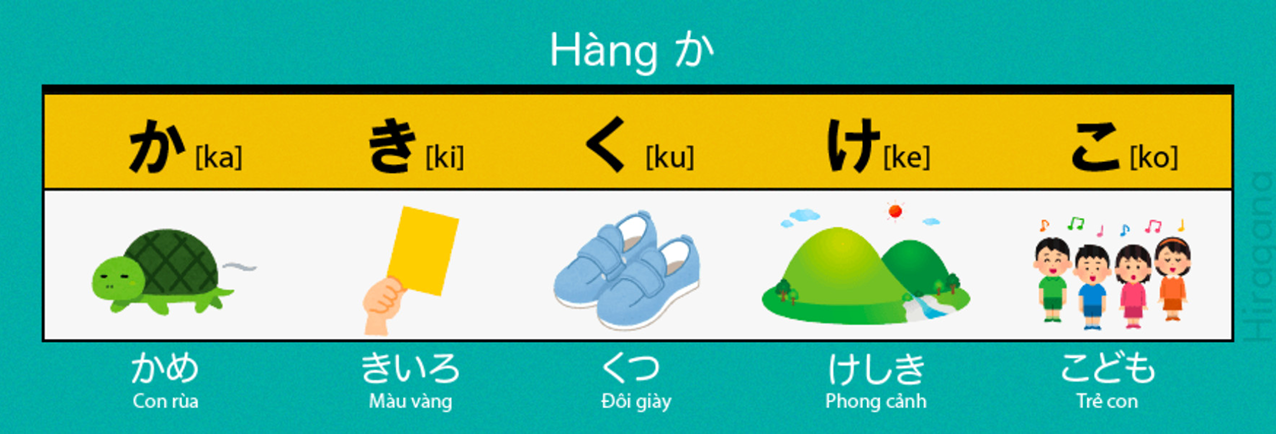 Hàng か
か [ka] き [ki] く [ku] け [ke] こ [ko]
かめ きいろ くつ けしき こども
Con rùa Màu vàng Đôi giày Phong cảnh Trẻ con
Hiragana